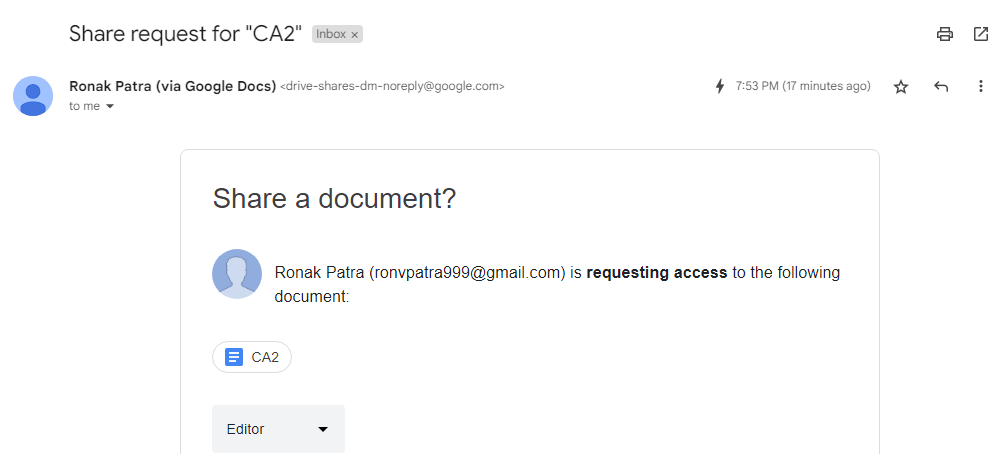 Share request for "CA2" Inbox ×
Ronak Patra (via Google Docs) <drive-shares-dm-noreply@google.com> 7:53 PM (17 minutes ago)
to me
Share a document?
Ronak Patra (ronvpatra999@gmail.com) is requesting access to the following
document:
CA2
Editor